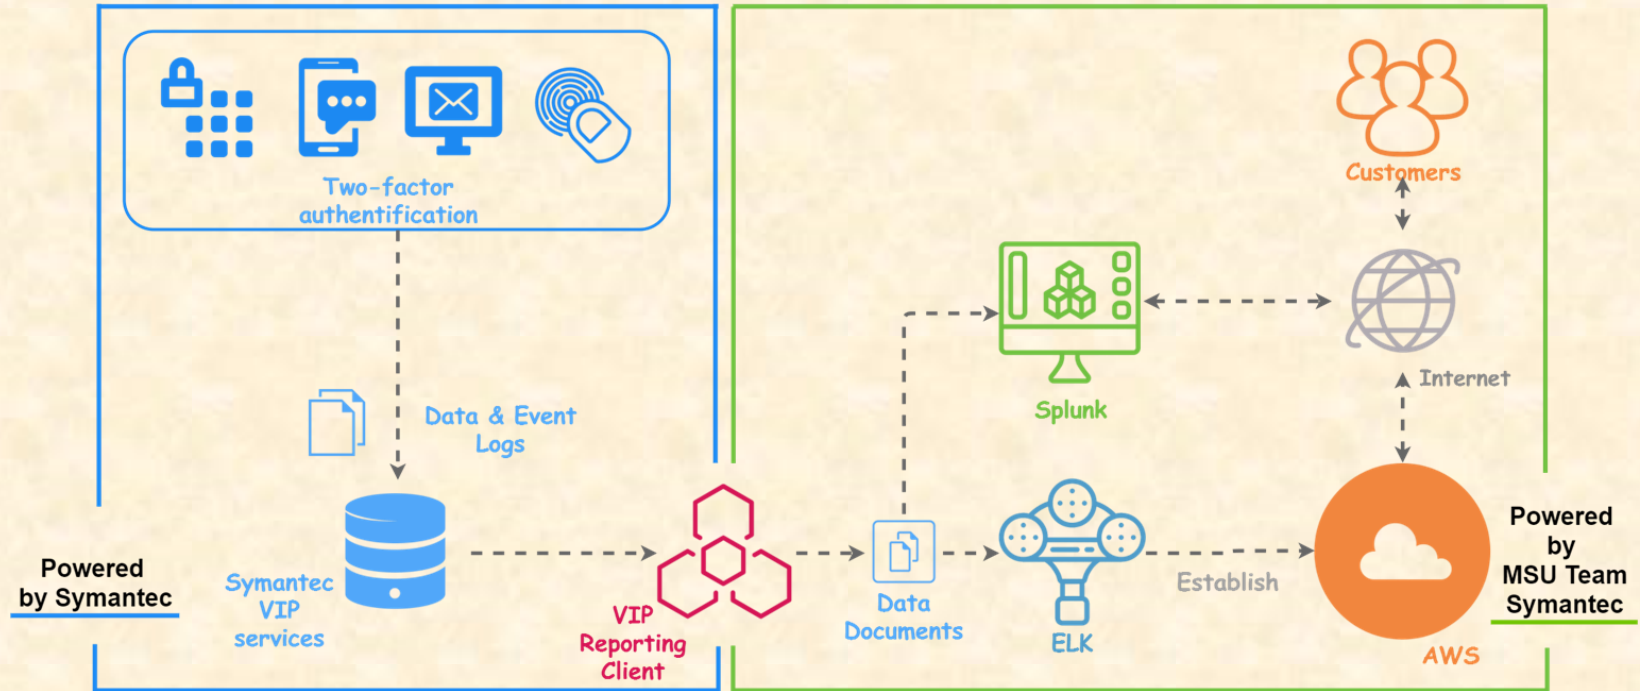 Two-factor
authentification
Data & Event
Logs
Powered
by Symantec
Symantec
VIP
services
VIP
Reporting
Client
Data
Documents
Splunk
ELK
Establish
Customers
Internet
AWS
Powered
by
MSU Team
Symantec